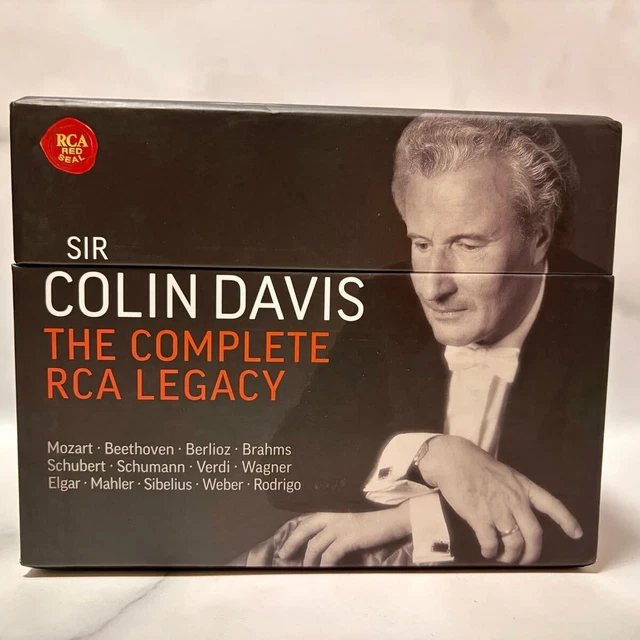 RCA
RED
SEAL
SIR
COLIN DAVIS
THE COMPLETE
RCA LEGACY
Mozart · Beethoven · Berlioz · Brahms
Schubert · Schumann · Verdi · Wagner
Elgar · Mahler · Sibelius · Weber · Rodrigo